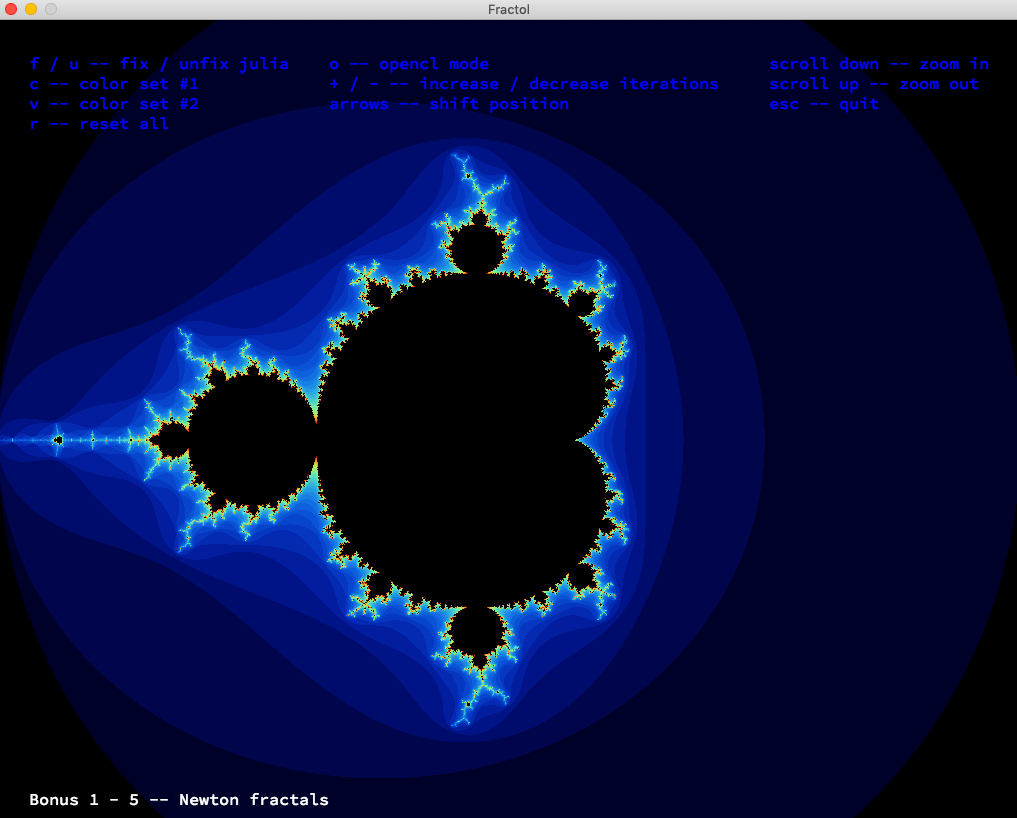 Fractol
f / u -- fix / unfix julia
c -- color set #1
v -- color set #2
r -- reset all
o -- opencl mode
+ / - -- increase / decrease iterations
arrows -- shift position
scroll down -- zoom in
scroll up -- zoom out
esc -- quit
Bonus 1 - 5 -- Newton fractals